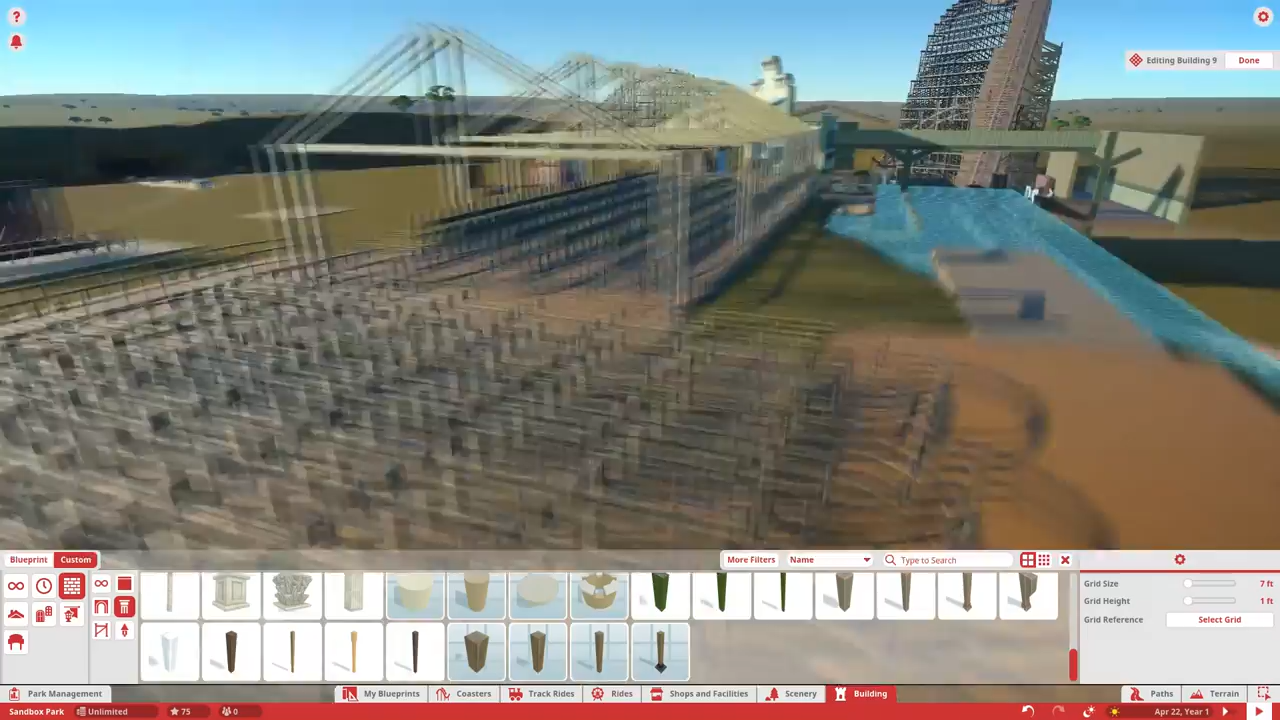 ?
Editing Building 9 Done
Blueprint Custom More Filters Name Type to Search
Grid Size 7 ft
Grid Height 1 ft
Grid Reference Select Grid
Park Management My Blueprints Coasters Track Rides Rides Shops and Facilities Scenery Building Paths Terrain
Sandbox Park Unlimited 75 0 Apr 22, Year 1